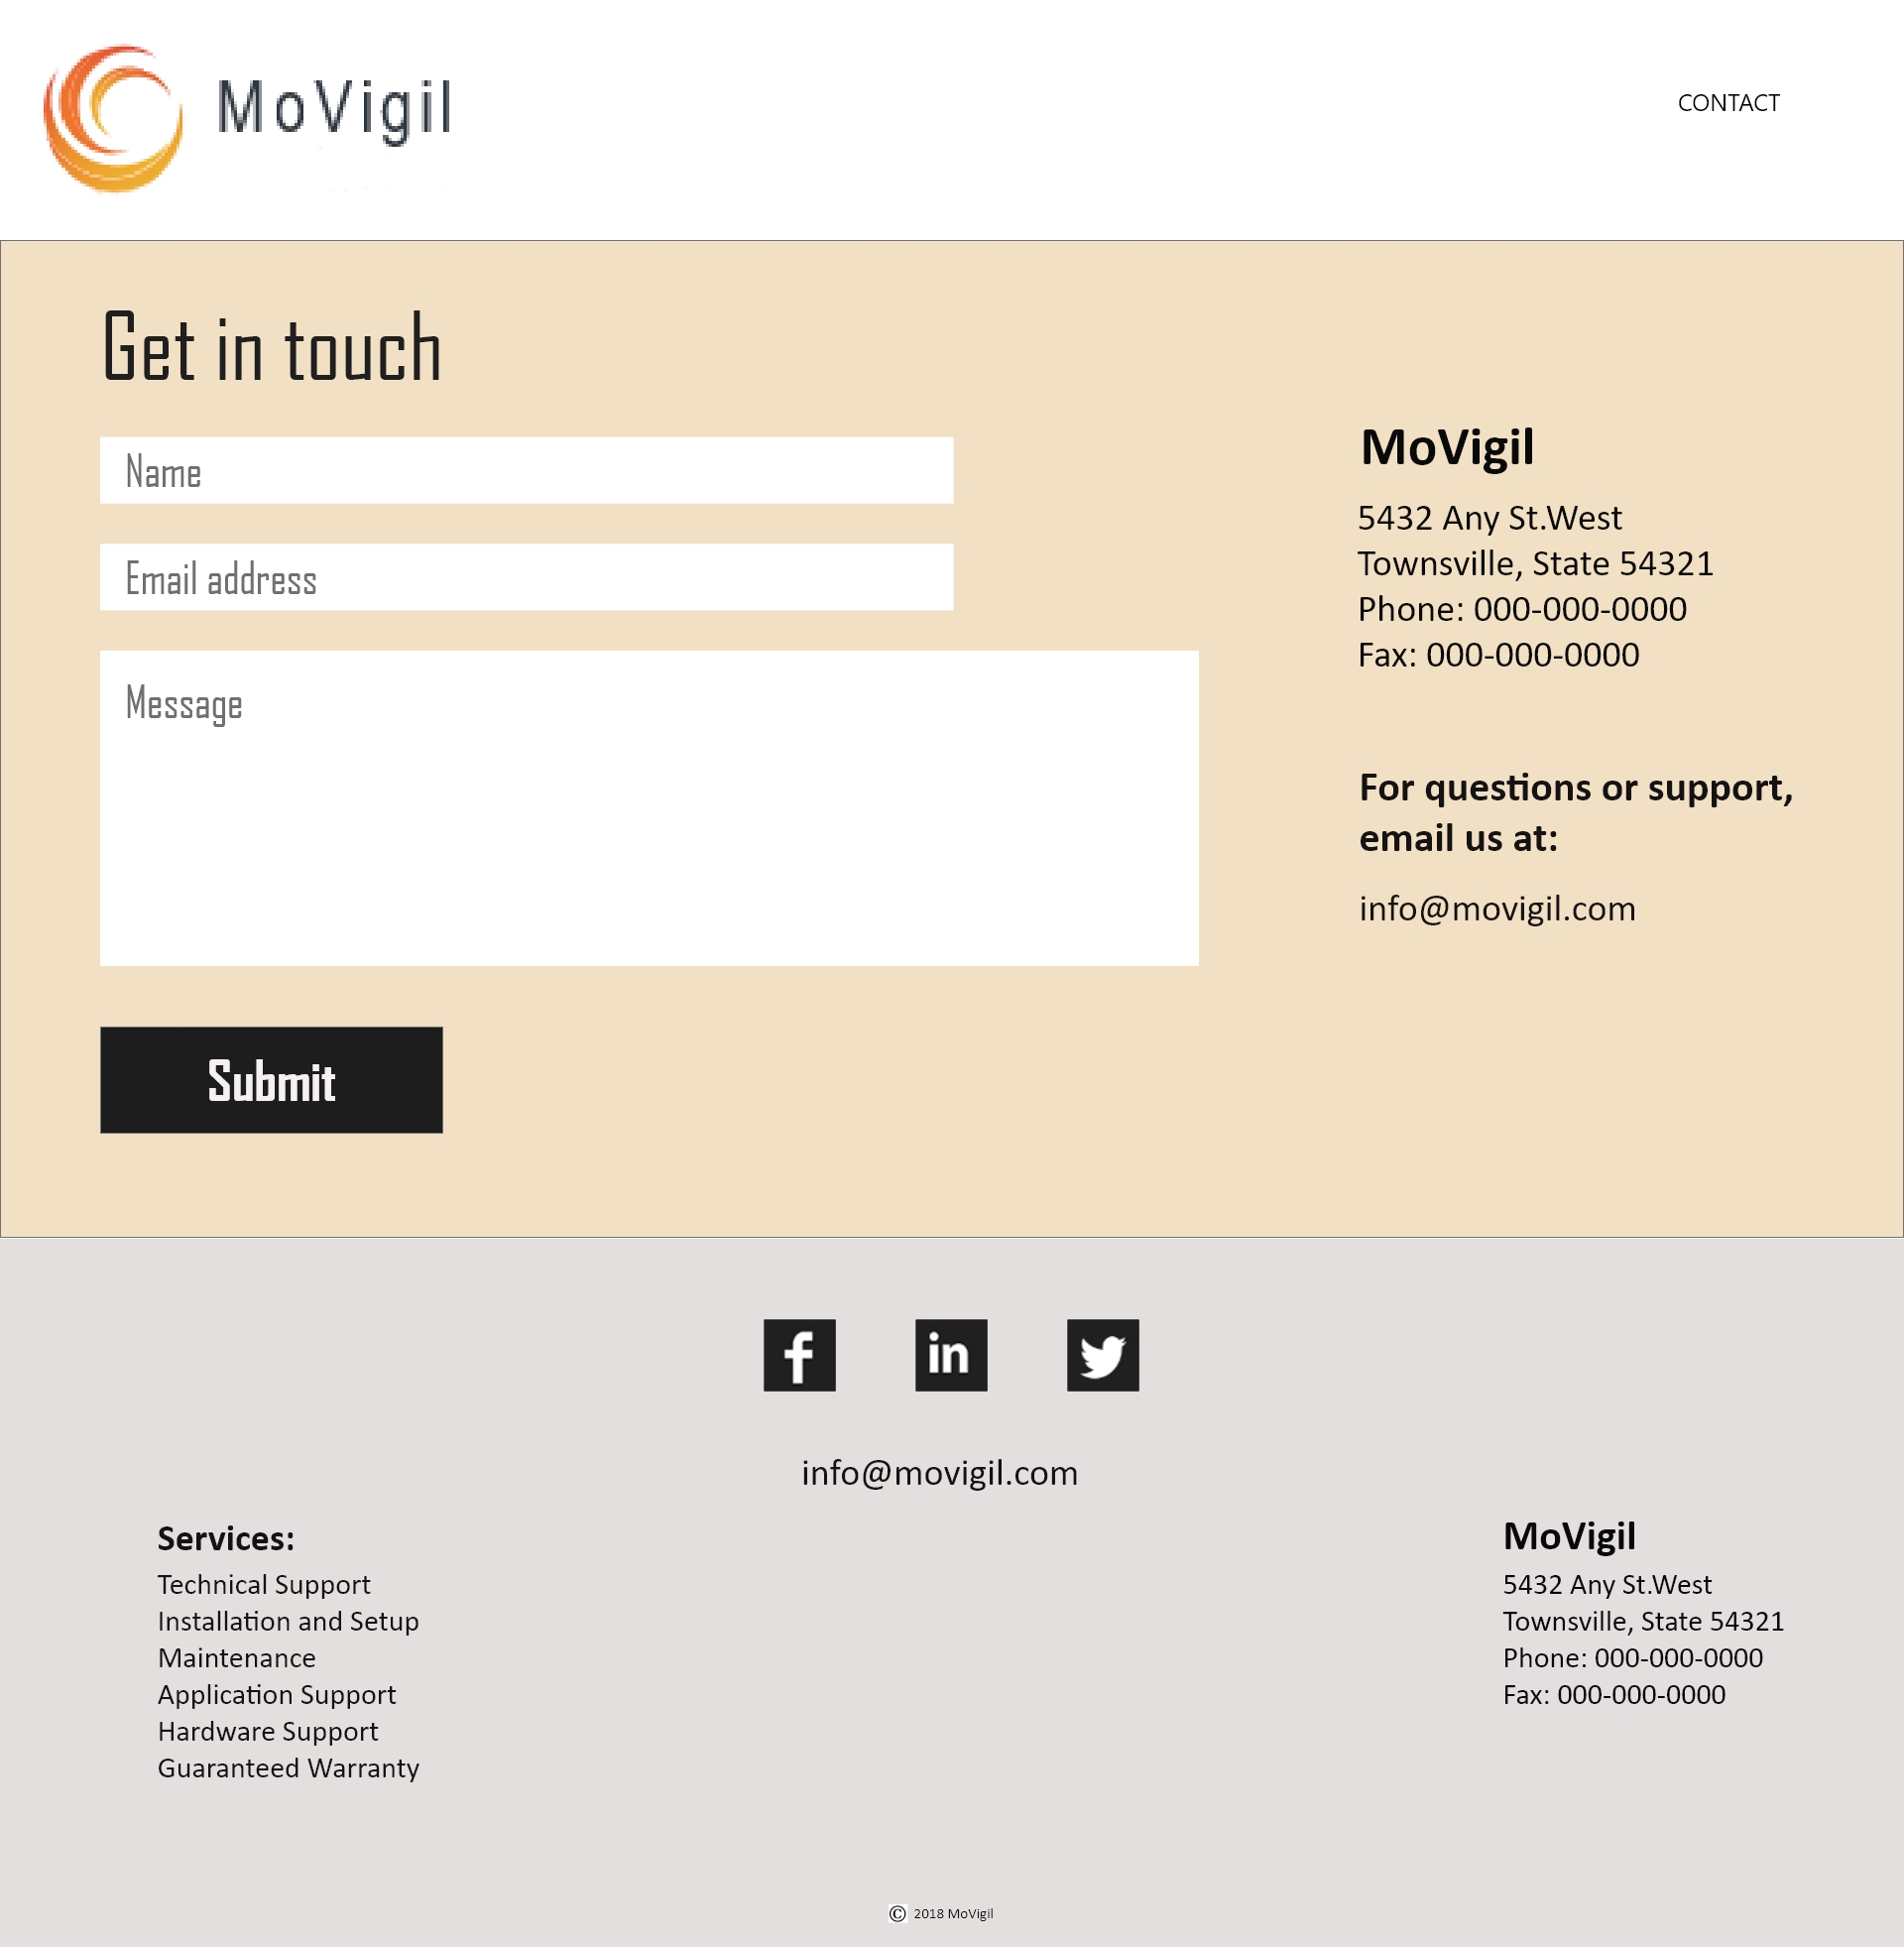 MoVigil
CONTACT
Get in touch
Name
Email address
Message
Submit
MoVigil
5432 Any St.West
Townsville, State 54321
Phone: 000-000-0000
Fax: 000-000-0000
For questions or support,
email us at:
info@movigil.com
f
in
info@movigil.com
Services:
Technical Support
Installation and Setup
Maintenance
Application Support
Hardware Support
Guaranteed Warranty
MoVigil
5432 Any St.West
Townsville, State 54321
Phone: 000-000-0000
Fax: 000-000-0000
© 2018 MoVigil